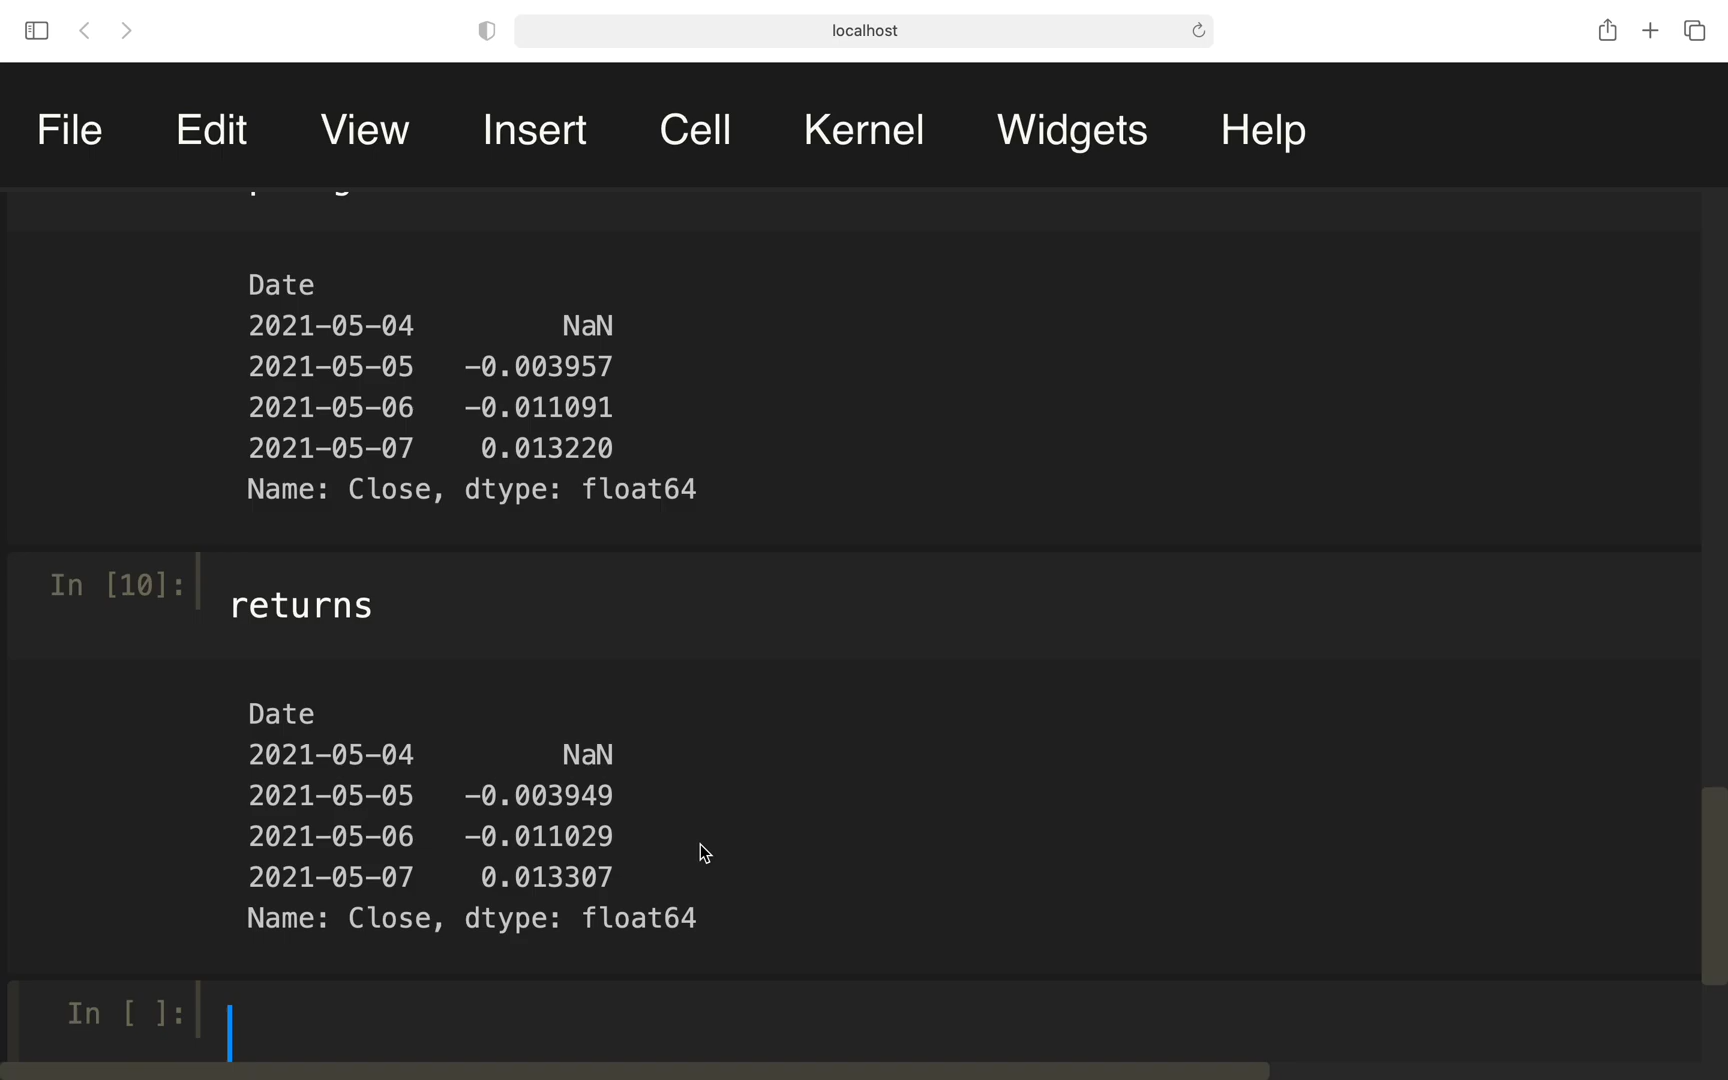 localhost
File Edit View Insert Cell Kernel Widgets Help
Date
2021-05-04 NaN
2021-05-05 -0.003957
2021-05-06 -0.011091
2021-05-07 0.013220
Name: Close, dtype: float64
In [10]: returns
Date
2021-05-04 NaN
2021-05-05 -0.003949
2021-05-06 -0.011029
2021-05-07 0.013307
Name: Close, dtype: float64
In [ ]: